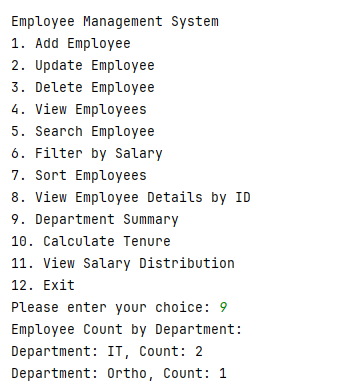 Employee Management System
1. Add Employee
2. Update Employee
3. Delete Employee
4. View Employees
5. Search Employee
6. Filter by Salary
7. Sort Employees
8. View Employee Details by ID
9. Department Summary
10. Calculate Tenure
11. View Salary Distribution
12. Exit
Please enter your choice: 9
Employee Count by Department:
Department: IT, Count: 2
Department: Ortho, Count: 1